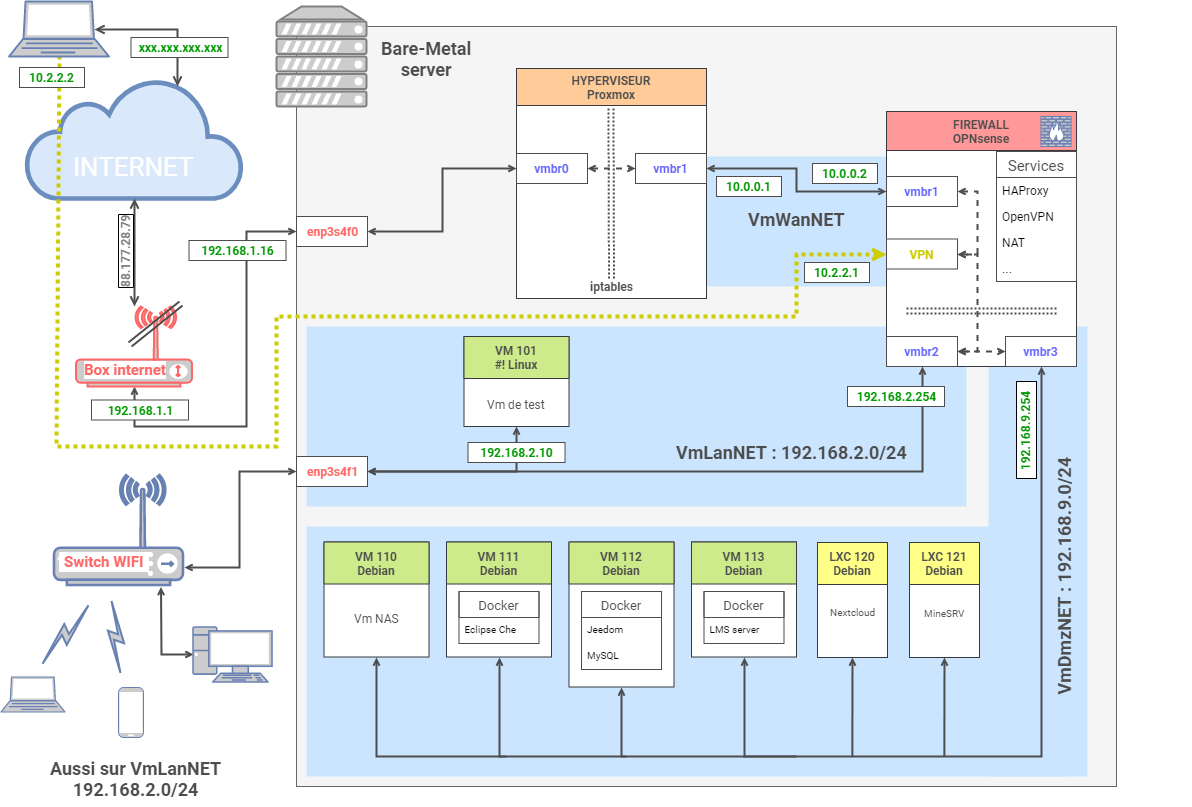 xxx.xxx.xxx.xxx
10.2.2.2
INTERNET
88.177.28.79
192.168.1.16
Box internet
192.168.1.1
Switch WIFI
Aussi sur VmLanNET
192.168.2.0/24
Bare-Metal
server
enp3s4f0
enp3s4f1
HYPERVISEUR
Proxmox
vmbr0
vmbr1
iptables
10.0.0.1
10.0.0.2
VmWanNET
10.2.2.1
FIREWALL
OPNsense
Services
HAProxy
OpenVPN
NAT
...
vmbr1
VPN
vmbr2
vmbr3
VM 101
#! Linux
Vm de test
192.168.2.10
192.168.2.254
192.168.9.254
VmLanNET : 192.168.2.0/24
VmDmzNET : 192.168.9.0/24
VM 110
Debian
Vm NAS
VM 111
Debian
Docker
Eclipse Che
VM 112
Debian
Docker
Jeedom
MySQL
VM 113
Debian
Docker
LMS server
LXC 120
Debian
Nextcloud
LXC 121
Debian
MineSRV